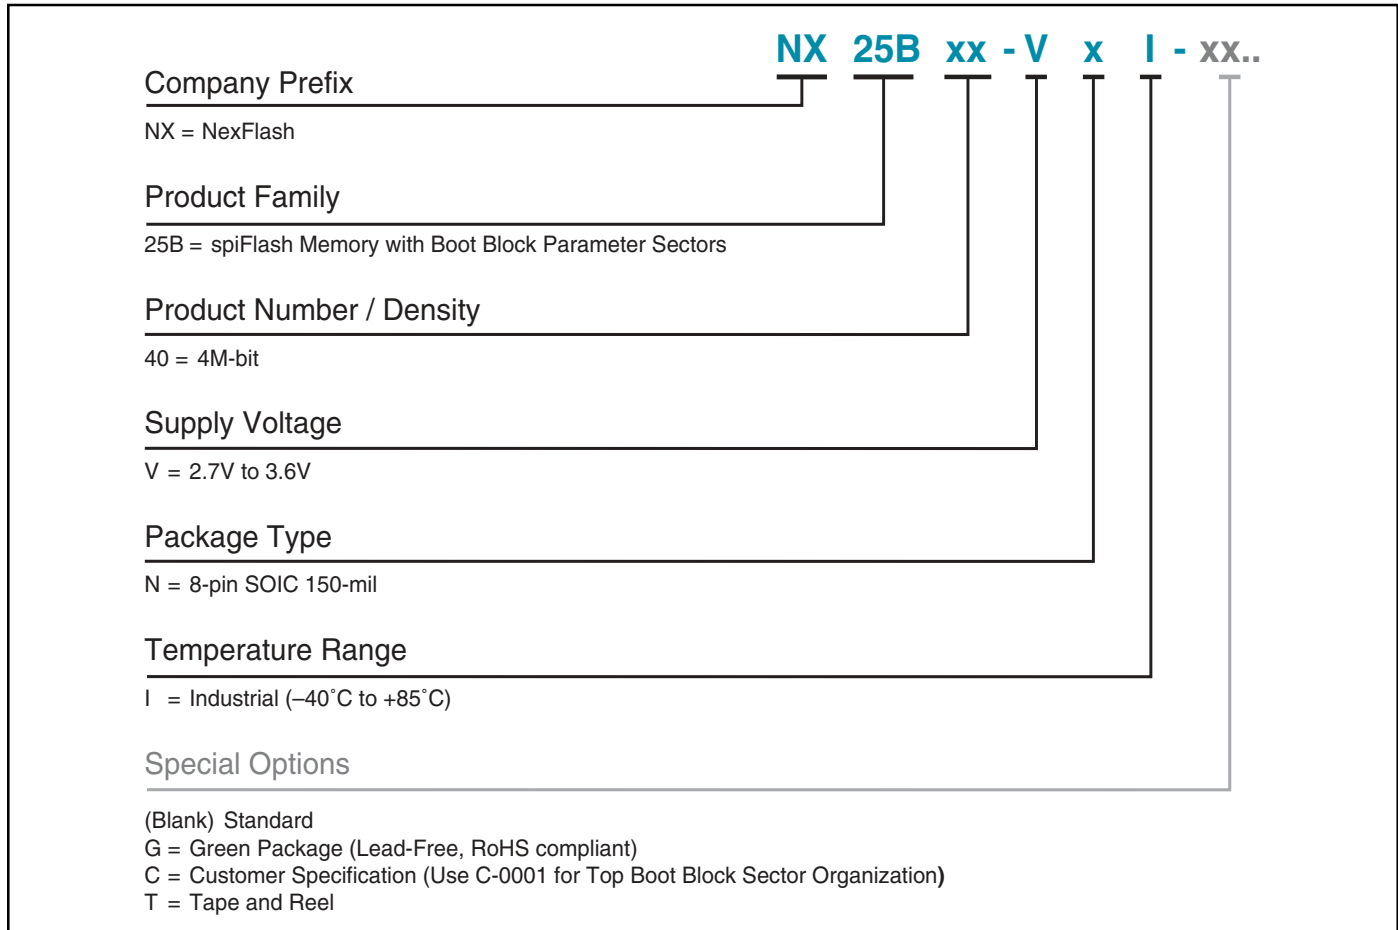 NX 25B xx - V x I - xx..
Company Prefix
NX = NexFlash
Product Family
25B = spiFlash Memory with Boot Block Parameter Sectors
Product Number / Density
40 = 4M-bit
Supply Voltage
V = 2.7V to 3.6V
Package Type
N = 8-pin SOIC 150-mil
Temperature Range
I = Industrial (–40˚C to +85˚C)
Special Options
(Blank) Standard
G = Green Package (Lead-Free, RoHS compliant)
C = Customer Specification (Use C-0001 for Top Boot Block Sector Organization)
T = Tape and Reel